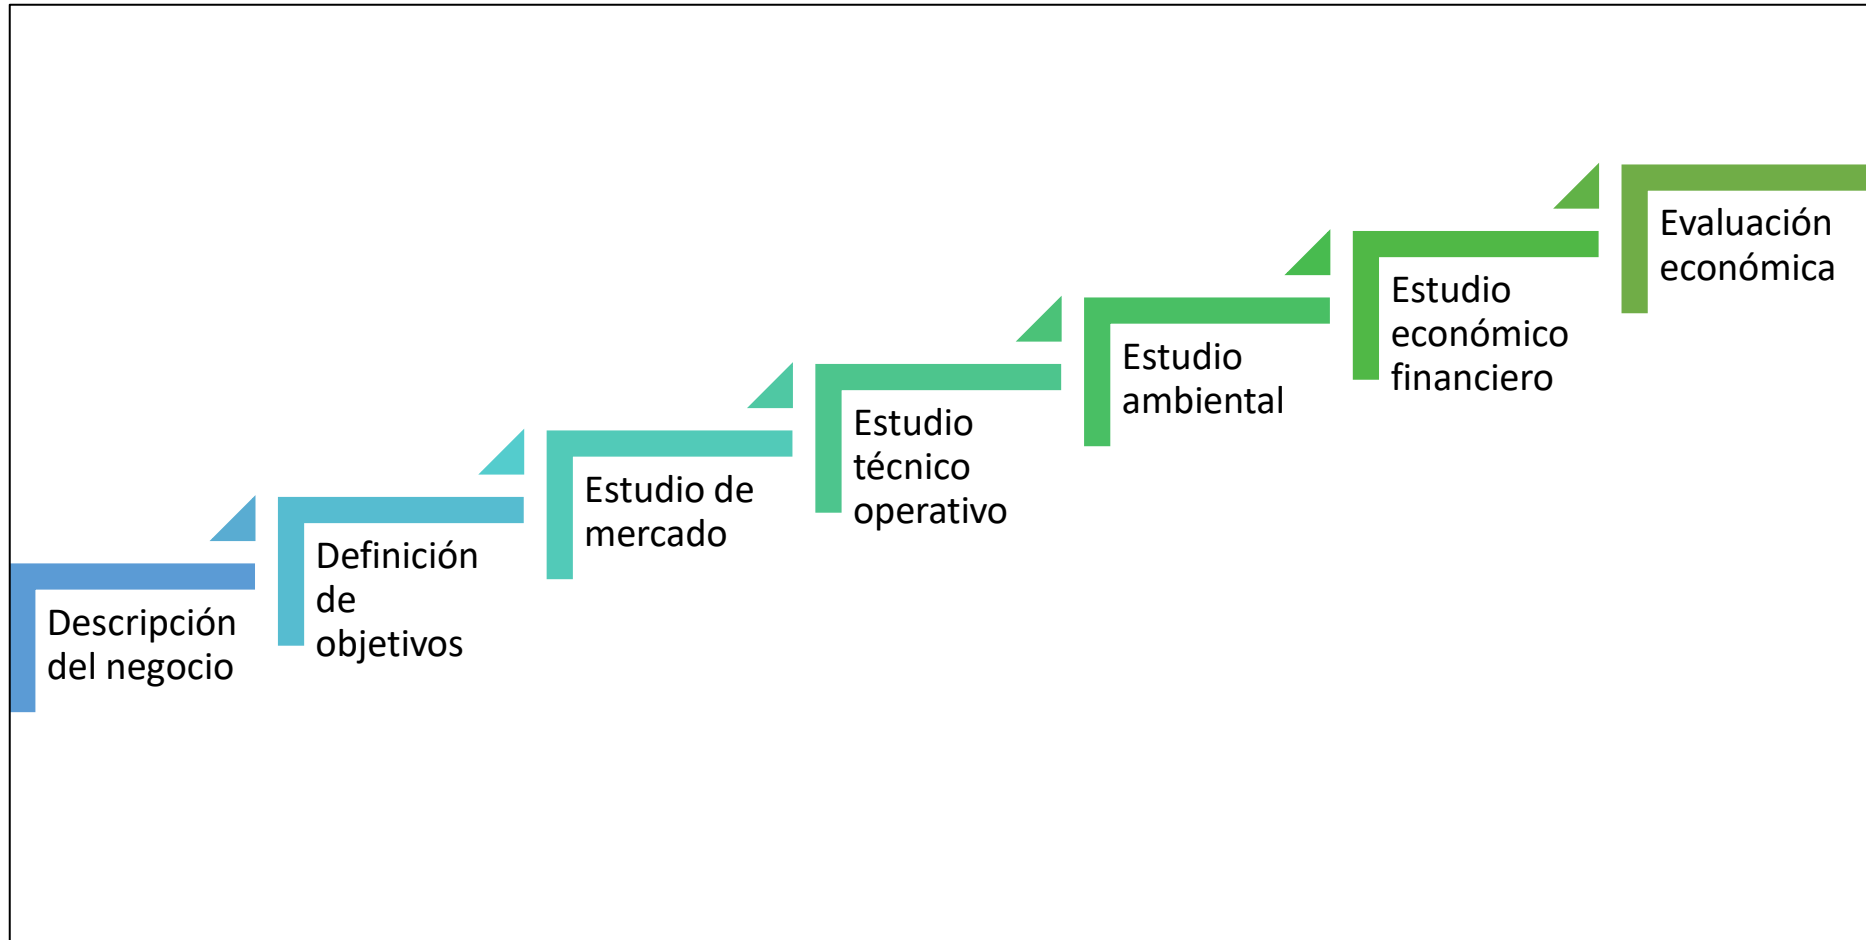 Descripción
del negocio
Definición
de
objetivos
Estudio de
mercado
Estudio
técnico
operativo
Estudio
ambiental
Estudio
económico
financiero
Evaluación
económica